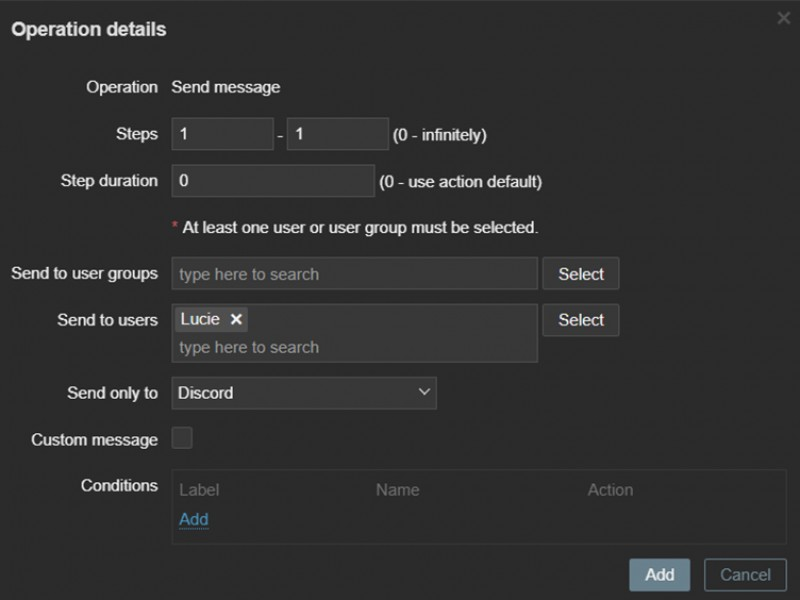 Operation details
Operation Send message
Steps 1 - 1 (0 - infinitely)
Step duration 0 (0 - use action default)
* At least one user or user group must be selected.
Send to user groups type here to search Select
Send to users Lucie Select
type here to search
Send only to Discord
Custom message
Conditions Label Name Action
Add
Add Cancel